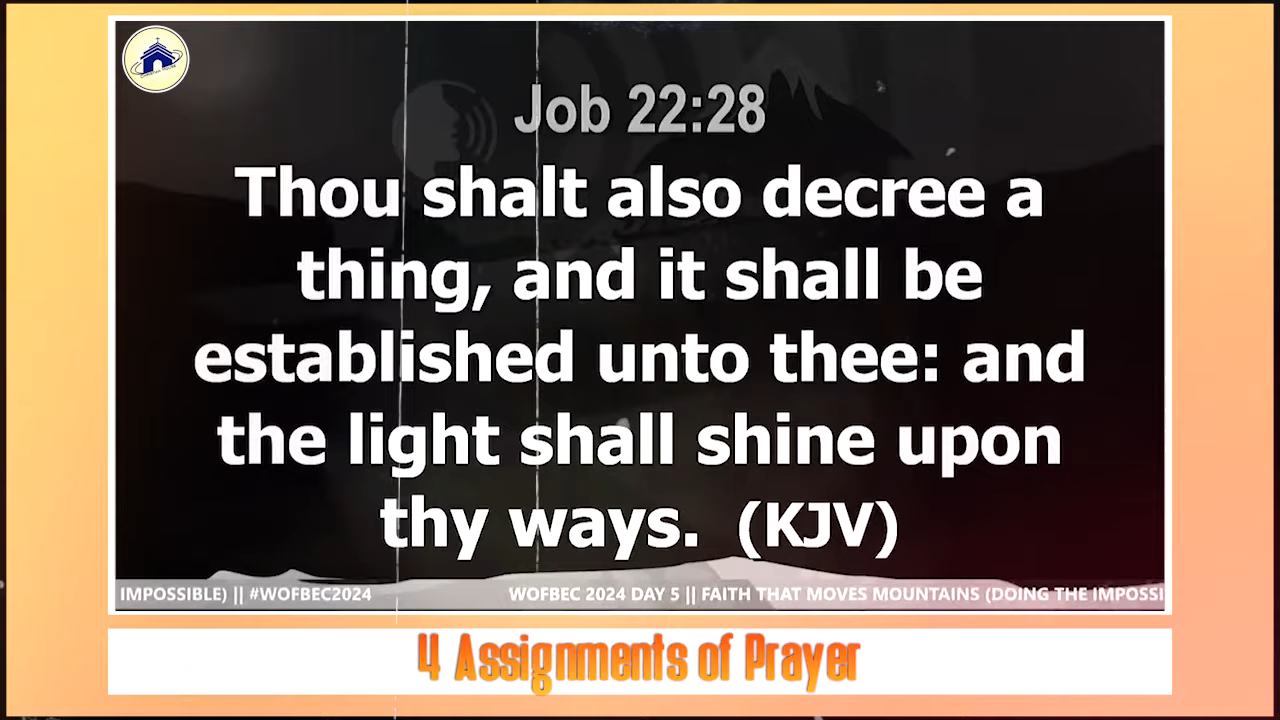 Job 22:28
Thou shalt also decree a
thing, and it shall be
established unto thee: and
the light shall shine upon
thy ways. (KJV)
IMPOSSIBLE) || #WOFBEC2024 WOFBEC 2024 DAY 5 || FAITH THAT MOVES MOUNTAINS (DOING THE IMPOSSI
4 Assignments of Prayer